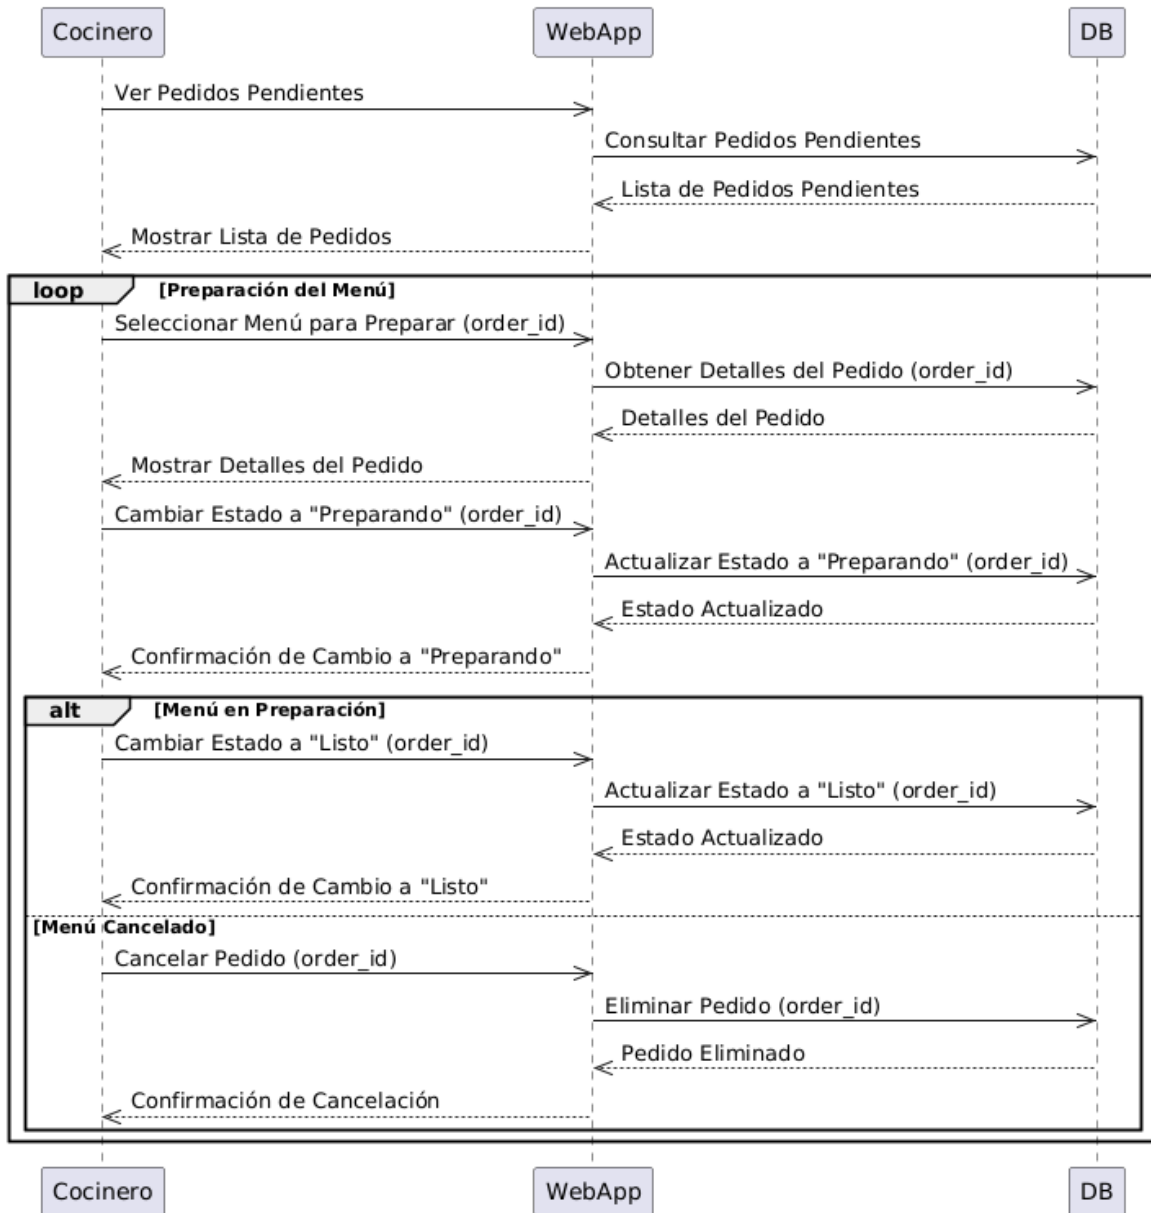 Cocinero
WebApp
DB
Ver Pedidos Pendientes
Consultar Pedidos Pendientes
Lista de Pedidos Pendientes
Mostrar Lista de Pedidos
loop [Preparación del Menú]
Seleccionar Menú para Preparar (order_id)
Obtener Detalles del Pedido (order_id)
Detalles del Pedido
Mostrar Detalles del Pedido
Cambiar Estado a "Preparando" (order_id)
Actualizar Estado a "Preparando" (order_id)
Estado Actualizado
Confirmación de Cambio a "Preparando"
alt [Menú en Preparación]
Cambiar Estado a "Listo" (order_id)
Actualizar Estado a "Listo" (order_id)
Estado Actualizado
Confirmación de Cambio a "Listo"
[Menú Cancelado]
Cancelar Pedido (order_id)
Eliminar Pedido (order_id)
Pedido Eliminado
Confirmación de Cancelación
Cocinero
WebApp
DB